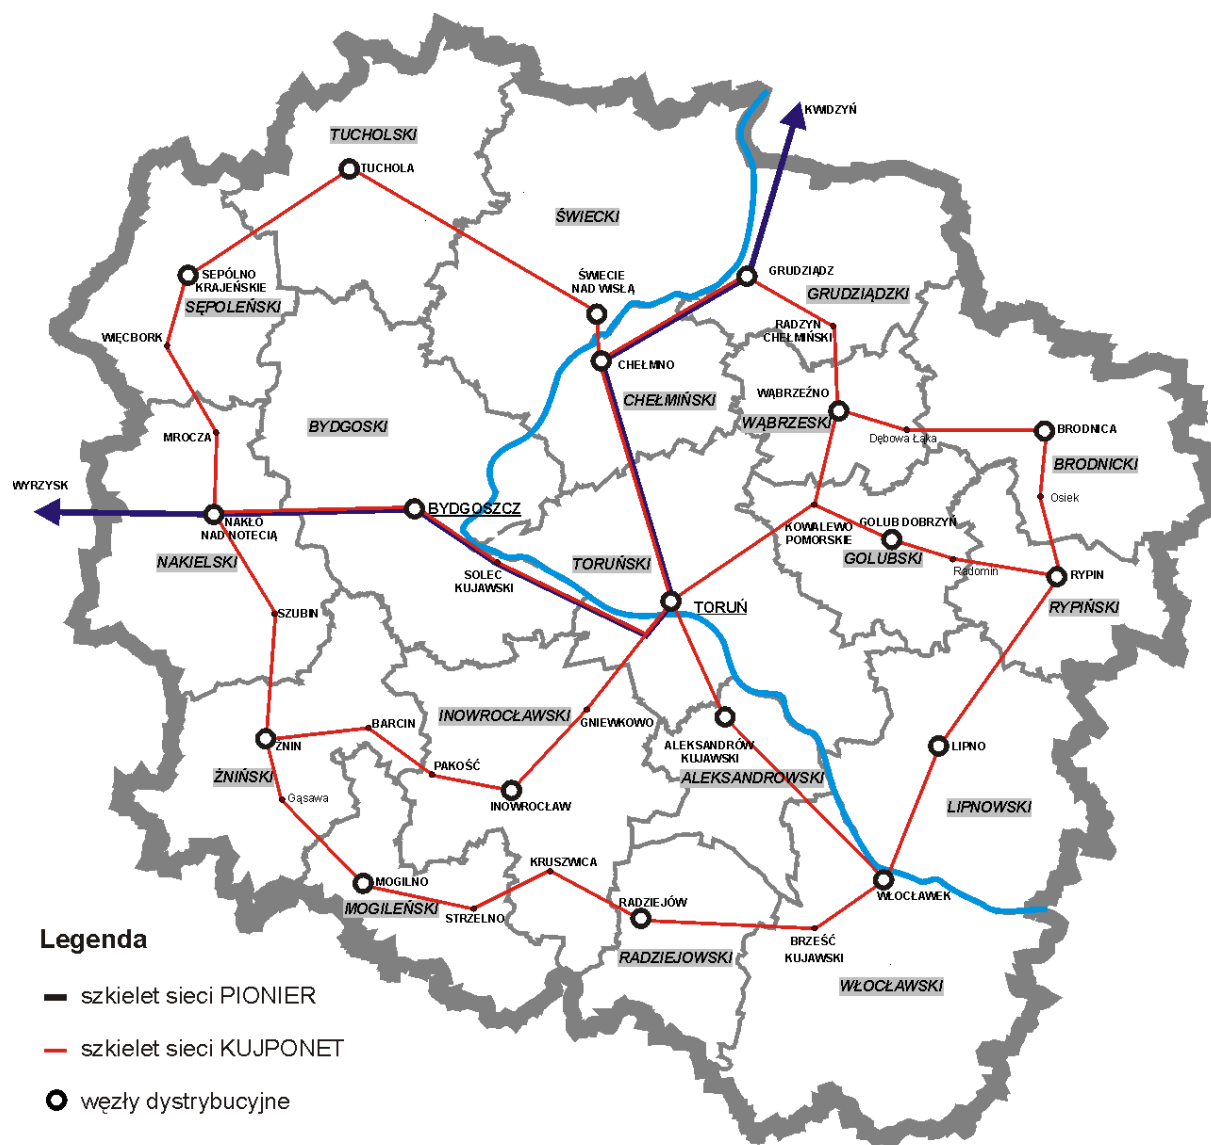 KWIDZYŃ
TUCHOLSKI
TUCHOLA
ŚWIECKI
SEPÓLNO
KRAJEŃSKIE
SĘPOLEŃSKI
ŚWIECIE
NAD WISŁĄ
GRUDZIĄDZ
GRUDZIĄDZKI
RADZYN
CHEŁMIŃSKI
WIĘCBORK
CHEŁMNO
CHEŁMIŃSKI
WĄBRZEŹNO
WĄBRZESKI
BYDGOSKI
MROCZA
Dębowa Łąka
BRODNICA
BRODNICKI
WYRZYSK
Osiek
BYDGOSZCZ
NAKŁO
NAD NOTECIĄ
NAKIELSKI
KOWALEWO
POMORSKIE
GOLUB DOBRZYŃ
GOLUBSKI
TORUŃSKI
SOLEC
KUJAWSKI
Radomin
RYPIN
RYPIŃSKI
TORUŃ
SZUBIN
INOWROCŁAWSKI
GNIEWKOWO
BARCIN
ŻNIN
ŻNIŃSKI
PAKOŚĆ
ALEKSANDRÓW
KUJAWSKI
ALEKSANDROWSKI
LIPNO
LIPNOWSKI
Gąsawa
INOWROCŁAW
KRUSZWICA
MOGILNO
MOGILEŃSKI
STRZELNO
RADZIEJÓW
RADZIEJOWSKI
WŁOCŁAWEK
BRZEŚĆ
KUJAWSKI
WŁOCŁAWSKI
Legenda
szkielet sieci PIONIER
szkielet sieci KUJPONET
węzły dystrybucyjne